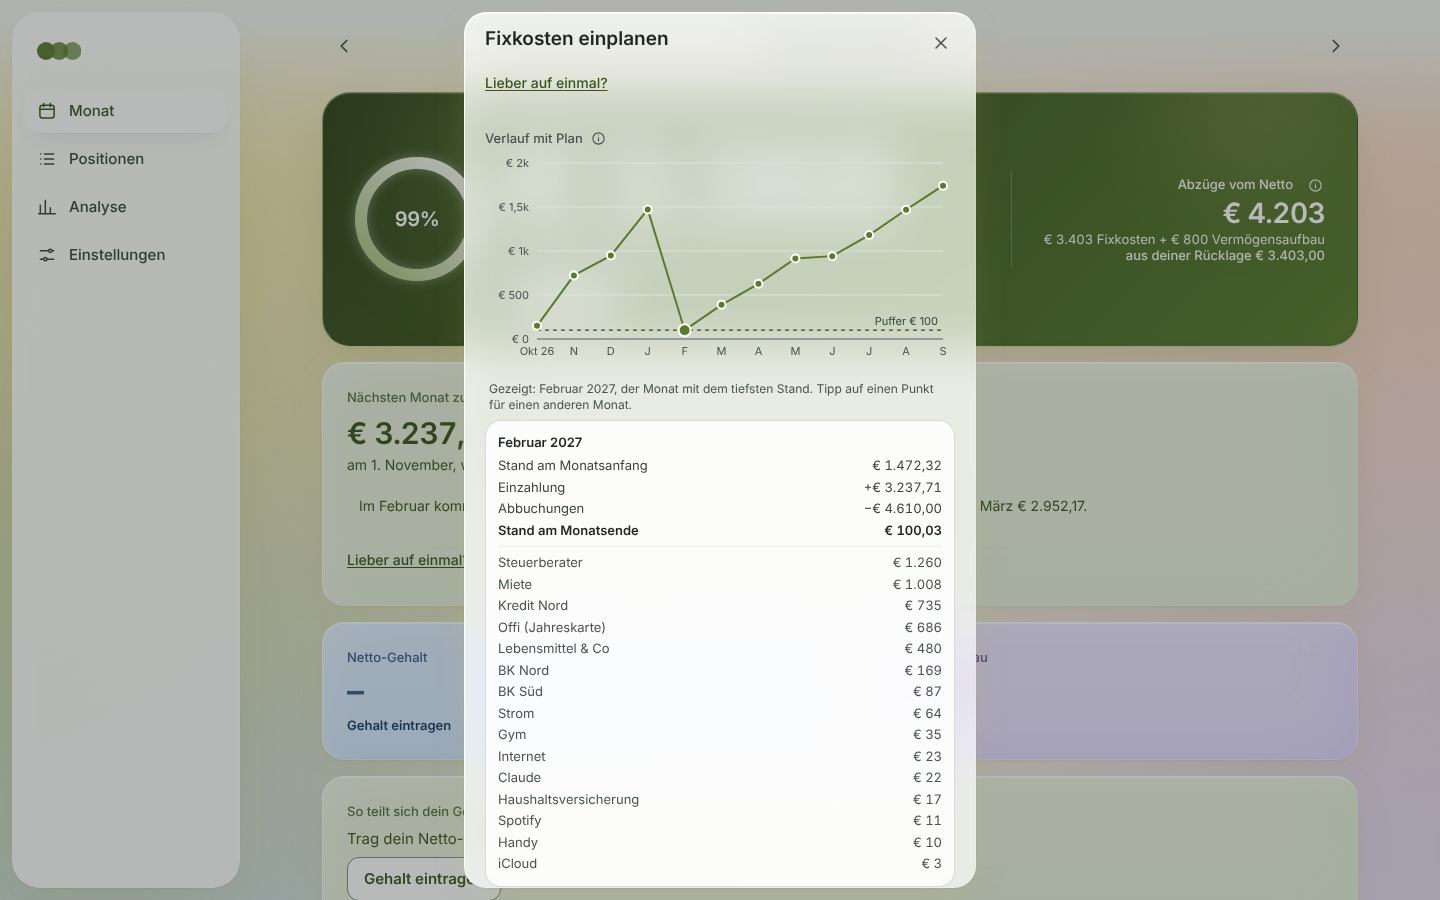 Fixkosten einplanen
Lieber auf einmal?
Verlauf mit Plan
€ 2k
€ 1,5k
€ 1k
€ 500
€ 0
Puffer € 100
Okt 26 N D J F M A M J J A S
Gezeigt: Februar 2027, der Monat mit dem tiefsten Stand. Tipp auf einen Punkt
für einen anderen Monat.
Februar 2027
Stand am Monatsanfang € 1.472,32
Einzahlung +€ 3.237,71
Abbuchungen −€ 4.610,00
Stand am Monatsende € 100,03
Steuerberater € 1.260
Miete € 1.008
Kredit Nord € 735
Offi (Jahreskarte) € 686
Lebensmittel & Co € 480
BK Nord € 169
BK Süd € 87
Strom € 64
Gym € 35
Internet € 23
Claude € 22
Haushaltsversicherung € 17
Spotify € 11
Handy € 10
iCloud € 3
Monat
Positionen
Analyse
Einstellungen
99%
Abzüge vom Netto
€ 4.203
€ 3.403 Fixkosten + € 800 Vermögensaufbau
aus deiner Rücklage € 3.403,00
Nächsten Monat
€ 3.237,
am 1. November,
Im Februar
März € 2.952,17.
Lieber auf einmal
Netto-Gehalt
–
Gehalt eintragen
So teilt sich dein
Trag dein Netto-
Gehalt